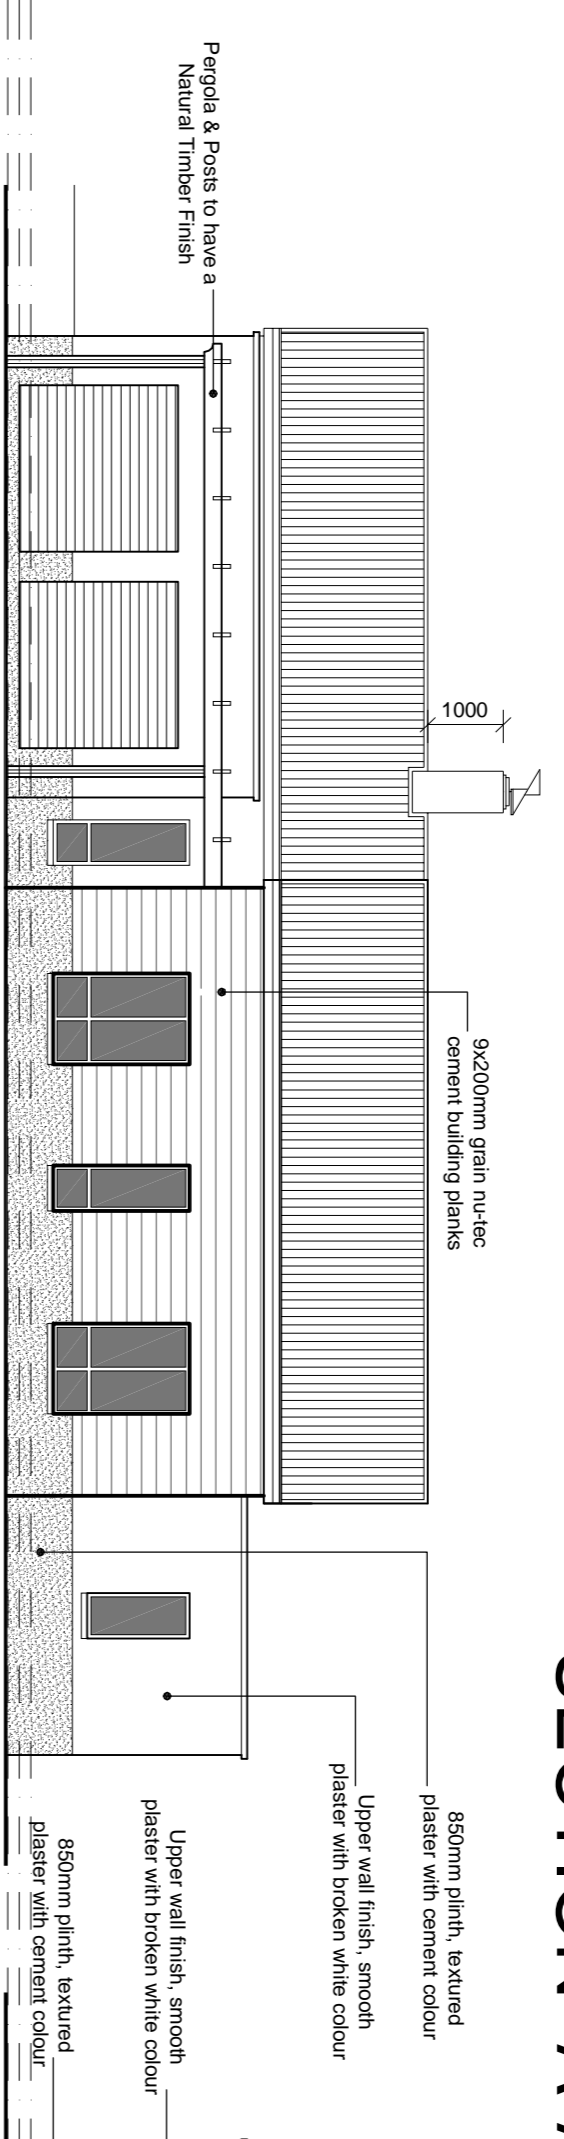 Pergola & Posts to have a
Natural Timber Finish
1000
9x200mm grain nu-tec
cement building planks
850mm plinth, textured
plaster with cement colour
Upper wall finish, smooth
plaster with broken white colour
Upper wall finish, smooth
plaster with broken white colour
850mm plinth, textured
plaster with cement colour